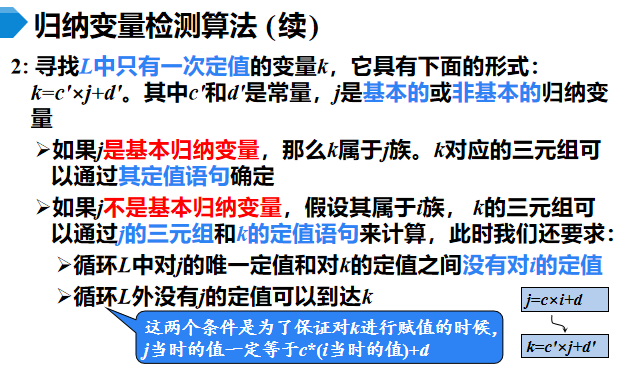 归纳变量检测算法 (续)
2: 寻找L中只有一次定值的变量k，它具有下面的形式：
k=c'×j+d'。其中c'和d'是常量，j是基本的或非基本的归纳变
量
➢如果j是基本归纳变量，那么k属于j族。k对应的三元组可
以通过其定值语句确定
➢如果j不是基本归纳变量，假设其属于i族， k的三元组可
以通过j的三元组和k的定值语句来计算，此时我们还要求：
➢循环L中对j的唯一定值和对k的定值之间没有对i的定值
➢循环L外没有j的定值可以到达k
j=c×i+d
k=c'×j+d'
这两个条件是为了保证对k进行赋值的时候，
j当时的值一定等于c*(i当时的值)+d